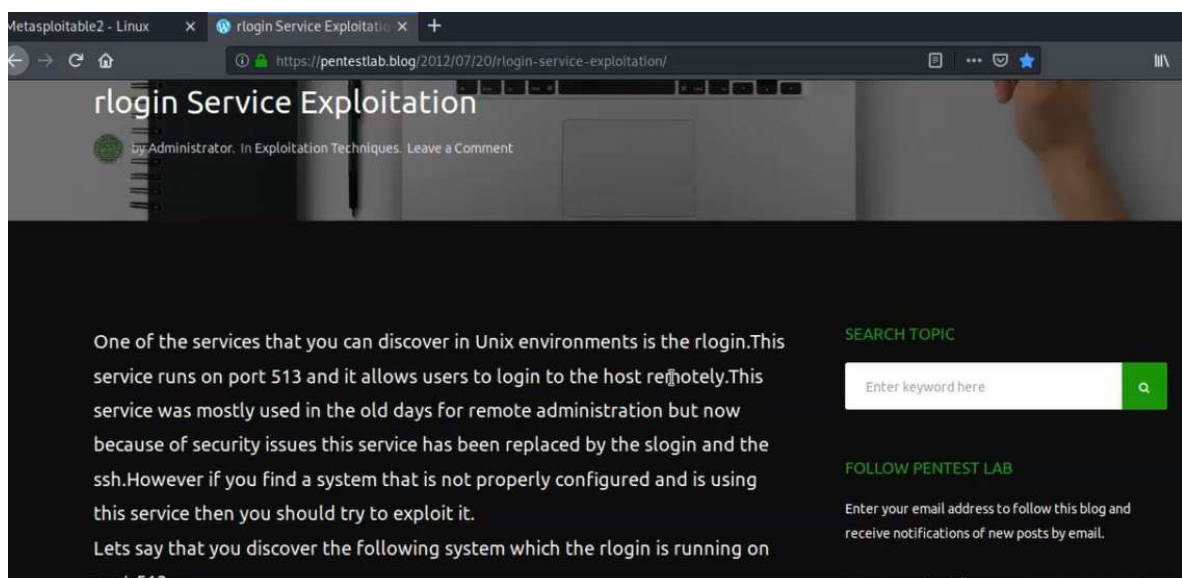 Metasploitable2 - Linux
rlogin Service Exploitatio
https://pentestlab.blog/2012/07/20/rlogin-service-exploitation/
rlogin Service Exploitation
by Administrator. In Exploitation Techniques. Leave a Comment
One of the services that you can discover in Unix environments is the rlogin.This
service runs on port 513 and it allows users to login to the host remotely.This
service was mostly used in the old days for remote administration but now
because of security issues this service has been replaced by the slogin and the
ssh.However if you find a system that is not properly configured and is using
this service then you should try to exploit it.
Lets say that you discover the following system which the rlogin is running on
SEARCH TOPIC
Enter keyword here
FOLLOW PENTEST LAB
Enter your email address to follow this blog and
receive notifications of new posts by email.